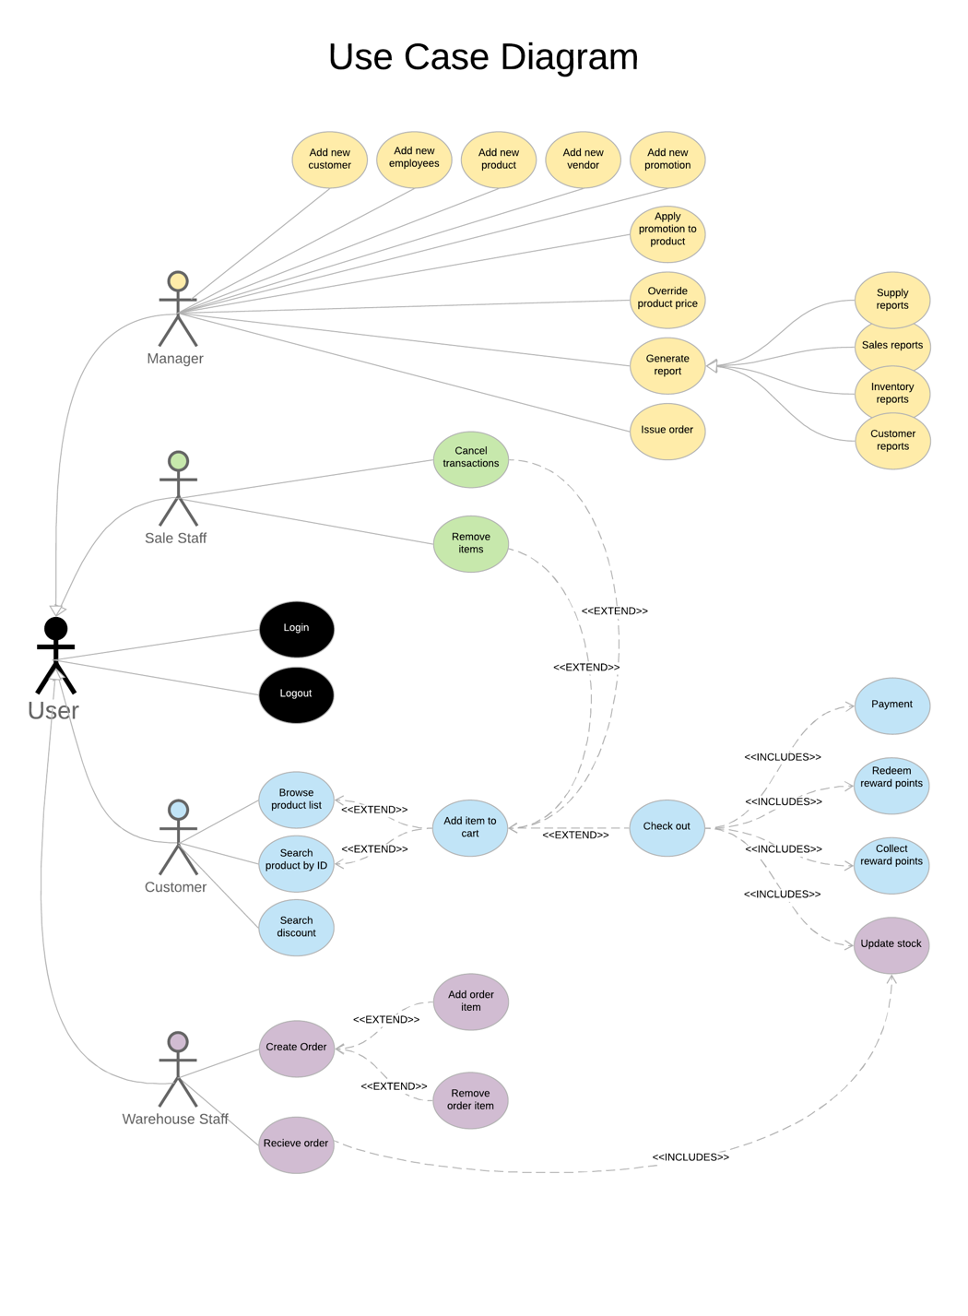 Use Case Diagram
Add new
customer
Add new
employees
Add new
product
Add new
vendor
Add new
promotion
Apply
promotion to
product
Override
product price
Generate
report
Issue order
Supply
reports
Sales reports
Inventory
reports
Customer
reports
Manager
Cancel
transactions
Remove
items
Sale Staff
<<EXTEND>>
<<EXTEND>>
Login
Logout
User
Payment
<<INCLUDES>>
Redeem
reward points
<<INCLUDES>>
Browse
product list
<<EXTEND>>
Add item to
cart
<<EXTEND>>
Check out
<<INCLUDES>>
Collect
reward points
Search
product by ID
<<EXTEND>>
Customer
<<INCLUDES>>
Search
discount
Update stock
Add order
item
<<EXTEND>>
Create Order
<<EXTEND>>
Remove
order item
Warehouse Staff
Recieve order
<<INCLUDES>>